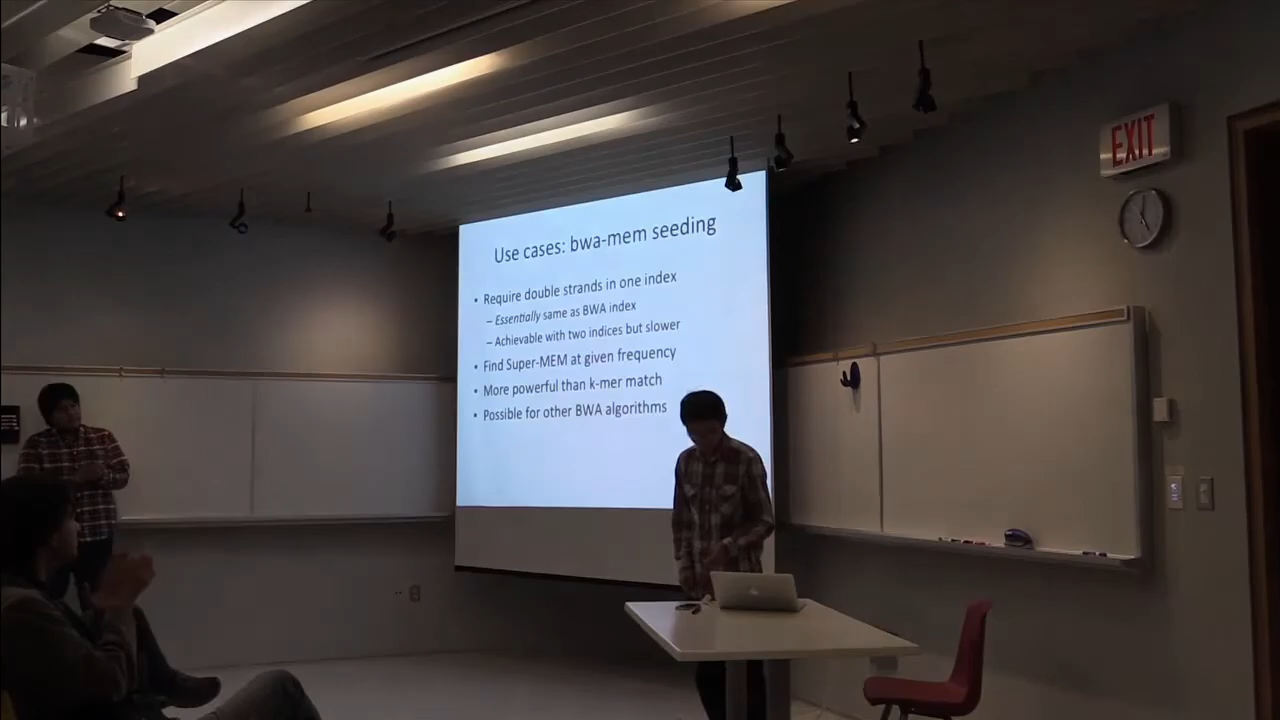 EXIT
Use cases: bwa-mem seeding
• Require double strands in one index
– Essentially same as BWA index
– Achievable with two indices but slower
• Find Super-MEM at given frequency
• More powerful than k-mer match
• Possible for other BWA algorithms